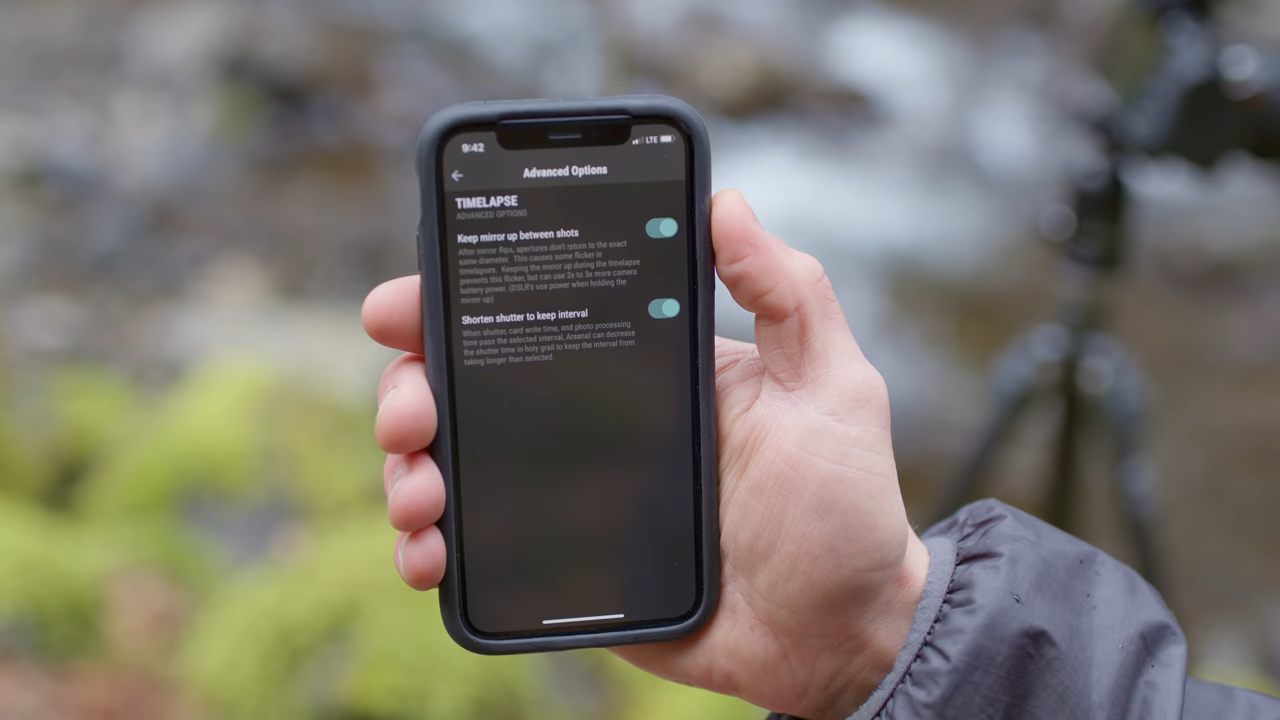 9:42
LTE
Advanced Options
TIMELAPSE
ADVANCED OPTIONS
Keep mirror up between shots
After mirror flips, apertures don't return to the exact
same diameter. This causes some flicker in
timelapses. Keeping the mirror up during the timelapse
prevents this flicker, but can use 2x to 3x more camera
battery power. (DSLR's use power when holding the
mirror up)
Shorten shutter to keep interval
When shutter, card write time, and photo processing
time pass the selected interval, Arsenal can decrease
the shutter time in holy grail to keep the interval from
taking longer than selected.